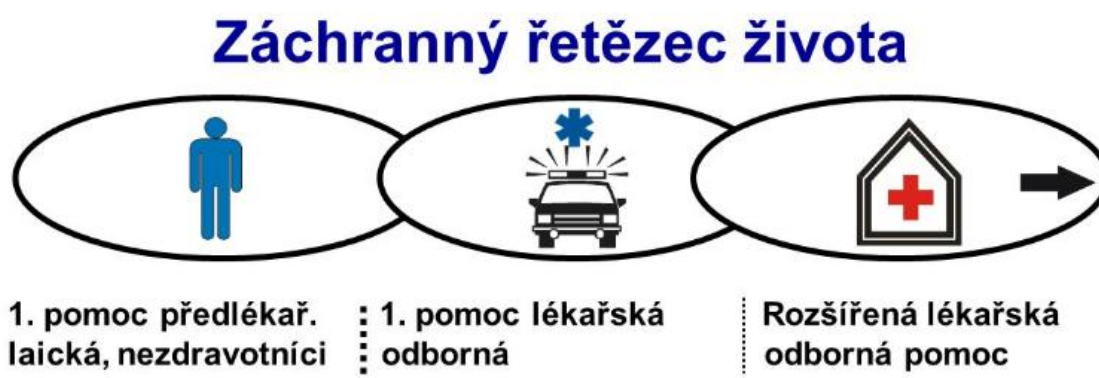 Záchranný řetězec života
1. pomoc předlékař.
laická, nezdravotníci
1. pomoc lékařská
odborná
Rozšířená lékařská
odborná pomoc